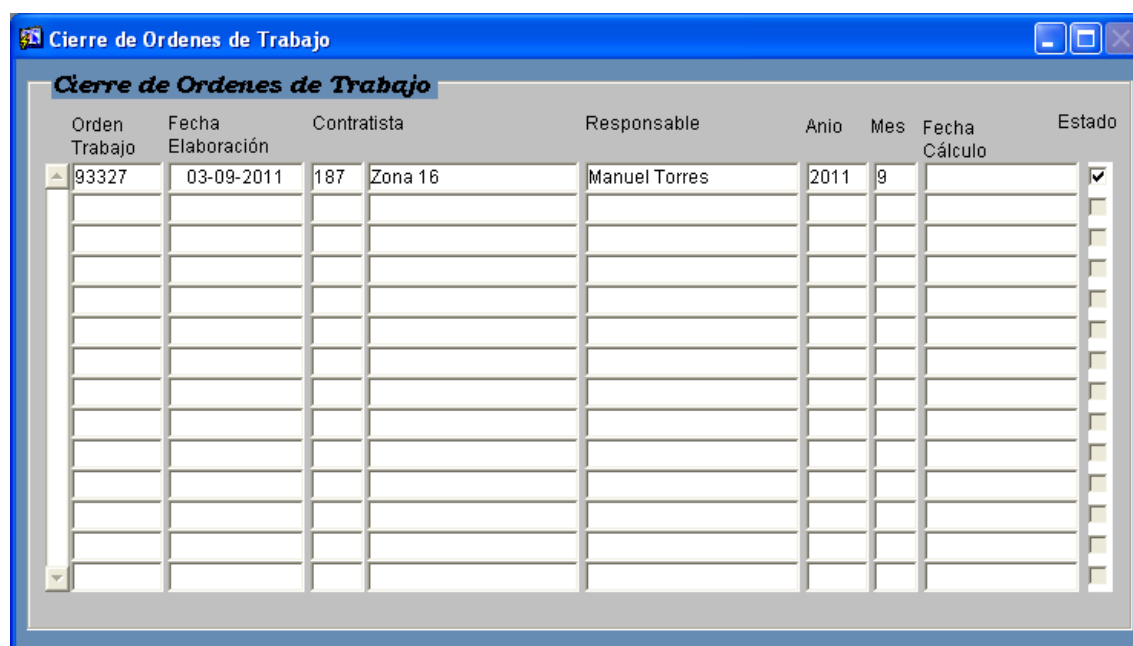 Cierre de Ordenes de Trabajo
Cierre de Ordenes de Trabajo
Orden Trabajo Fecha Elaboración Contratista Responsable Anio Mes Fecha Cálculo Estado
93327 03-09-2011 187 Zona 16 Manuel Torres 2011 9